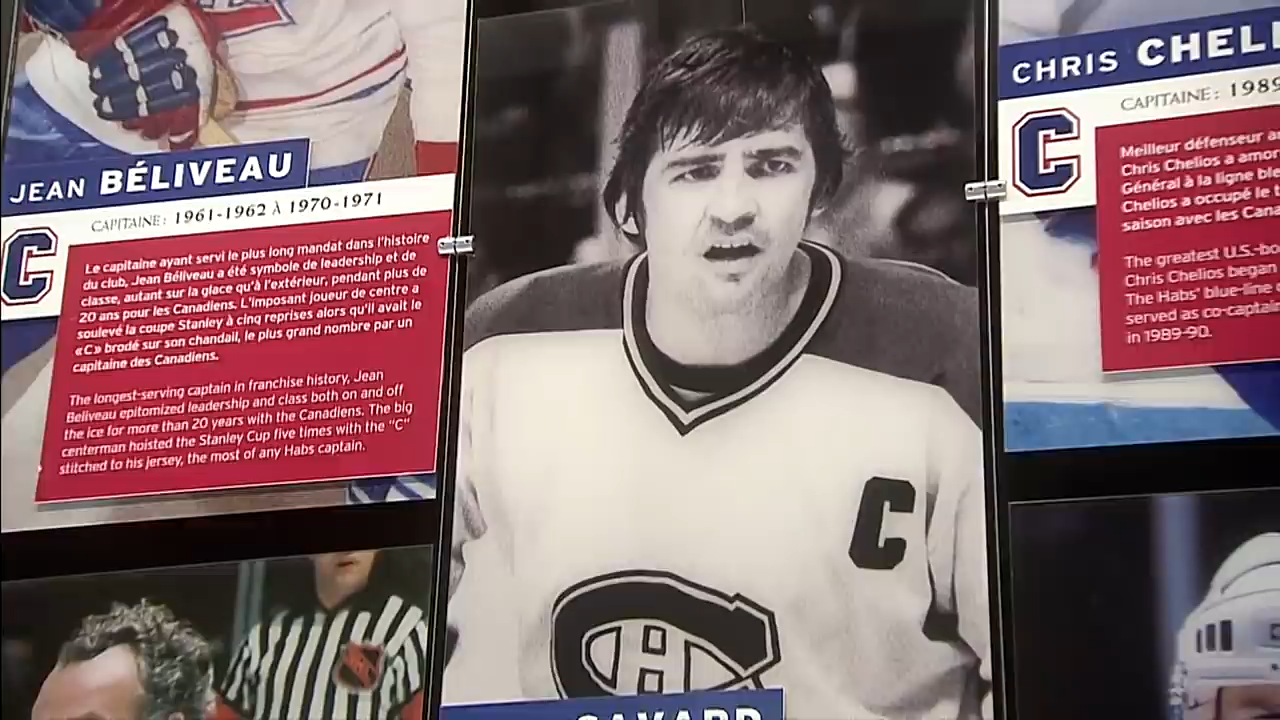 JEAN BÉLIVEAU
CAPITAINE: 1961-1962 À 1970-1971
C
Le capitaine ayant servi le plus long mandat dans l'histoire
du club, Jean Béliveau a été symbole de leadership et de
classe, autant sur la glace qu'à l'extérieur, pendant plus de
20 ans pour les Canadiens. L'imposant joueur de centre a
soulevé la coupe Stanley à cinq reprises alors qu'il avait le
«C» brodé sur son chandail, le plus grand nombre par un
capitaine des Canadiens.
The longest-serving captain in franchise history, Jean
Beliveau epitomized leadership and class both on and off
the ice for more than 20 years with the Canadiens. The big
centerman hoisted the Stanley Cup five times with the "C"
stitched to his jersey, the most of any Habs captain.
C
CH
SAVARD
CHRIS CHEL
CAPITAINE: 1989
C
Meilleur défenseur a
Chris Chelios a amor
Général à la ligne ble
Chelios a occupé le t
saison avec les Cana
The greatest U.S.-bo
Chris Chelios began
The Habs' blue-line
served as co-captai
in 1989-90.